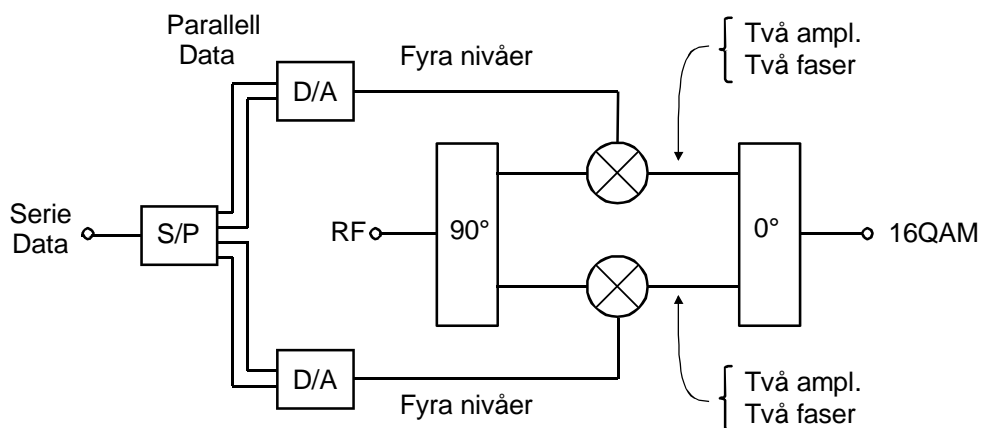 Parallell
Data
Fyra nivåer
Två ampl.
Två faser
D/A
Serie
Data
S/P
RF
90°
0°
16QAM
D/A
Fyra nivåer
Två ampl.
Två faser